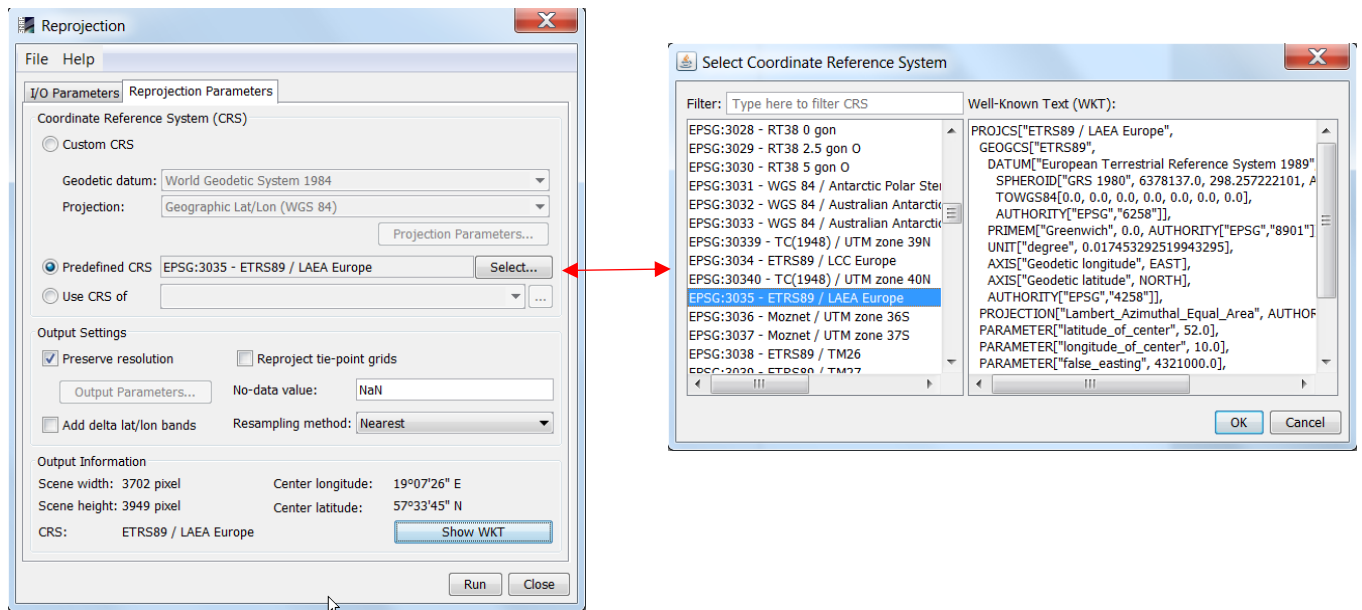 Reprojection
File Help
I/O Parameters Reprojection Parameters
Coordinate Reference System (CRS)
Custom CRS
Geodetic datum: World Geodetic System 1984
Projection: Geographic Lat/Lon (WGS 84)
Projection Parameters...
Predefined CRS EPSG:3035 - ETRS89 / LAEA Europe Select...
Use CRS of ...
Output Settings
Preserve resolution Reproject tie-point grids
Output Parameters... No-data value: NaN
Add delta lat/lon bands Resampling method: Nearest
Output Information
Scene width: 3702 pixel Center longitude: 19°07'26" E
Scene height: 3949 pixel Center latitude: 57°33'45" N
CRS: ETRS89 / LAEA Europe Show WKT
Run Close
Select Coordinate Reference System
Filter: Type here to filter CRS
EPSG:3028 - RT38 0 gon
EPSG:3029 - RT38 2.5 gon O
EPSG:3030 - RT38 5 gon O
EPSG:3031 - WGS 84 / Antarctic Polar Ster
EPSG:3032 - WGS 84 / Australian Antarctic
EPSG:3033 - WGS 84 / Australian Antarctic
EPSG:30339 - TC(1948) / UTM zone 39N
EPSG:3034 - ETRS89 / LCC Europe
EPSG:30340 - TC(1948) / UTM zone 40N
EPSG:3035 - ETRS89 / LAEA Europe
EPSG:3036 - Moznet / UTM zone 36S
EPSG:3037 - Moznet / UTM zone 37S
EPSG:3038 - ETRS89 / TM26
EPSG:3039 - ETRS89 / TM27
Well-Known Text (WKT):
PROJCS["ETRS89 / LAEA Europe",
GEOGCS["ETRS89",
DATUM["European Terrestrial Reference System 1989"
SPHEROID["GRS 1980", 6378137.0, 298.257222101, A
TOWGS84[0.0, 0.0, 0.0, 0.0, 0.0, 0.0, 0.0],
AUTHORITY["EPSG","6258"]],
PRIMEM["Greenwich", 0.0, AUTHORITY["EPSG","8901"]
UNIT["degree", 0.017453292519943295],
AXIS["Geodetic longitude", EAST],
AXIS["Geodetic latitude", NORTH],
AUTHORITY["EPSG","4258"]],
PROJECTION["Lambert_Azimuthal_Equal_Area", AUTHOR
PARAMETER["latitude_of_center", 52.0],
PARAMETER["longitude_of_center", 10.0],
PARAMETER["false_easting", 4321000.0],
OK Cancel